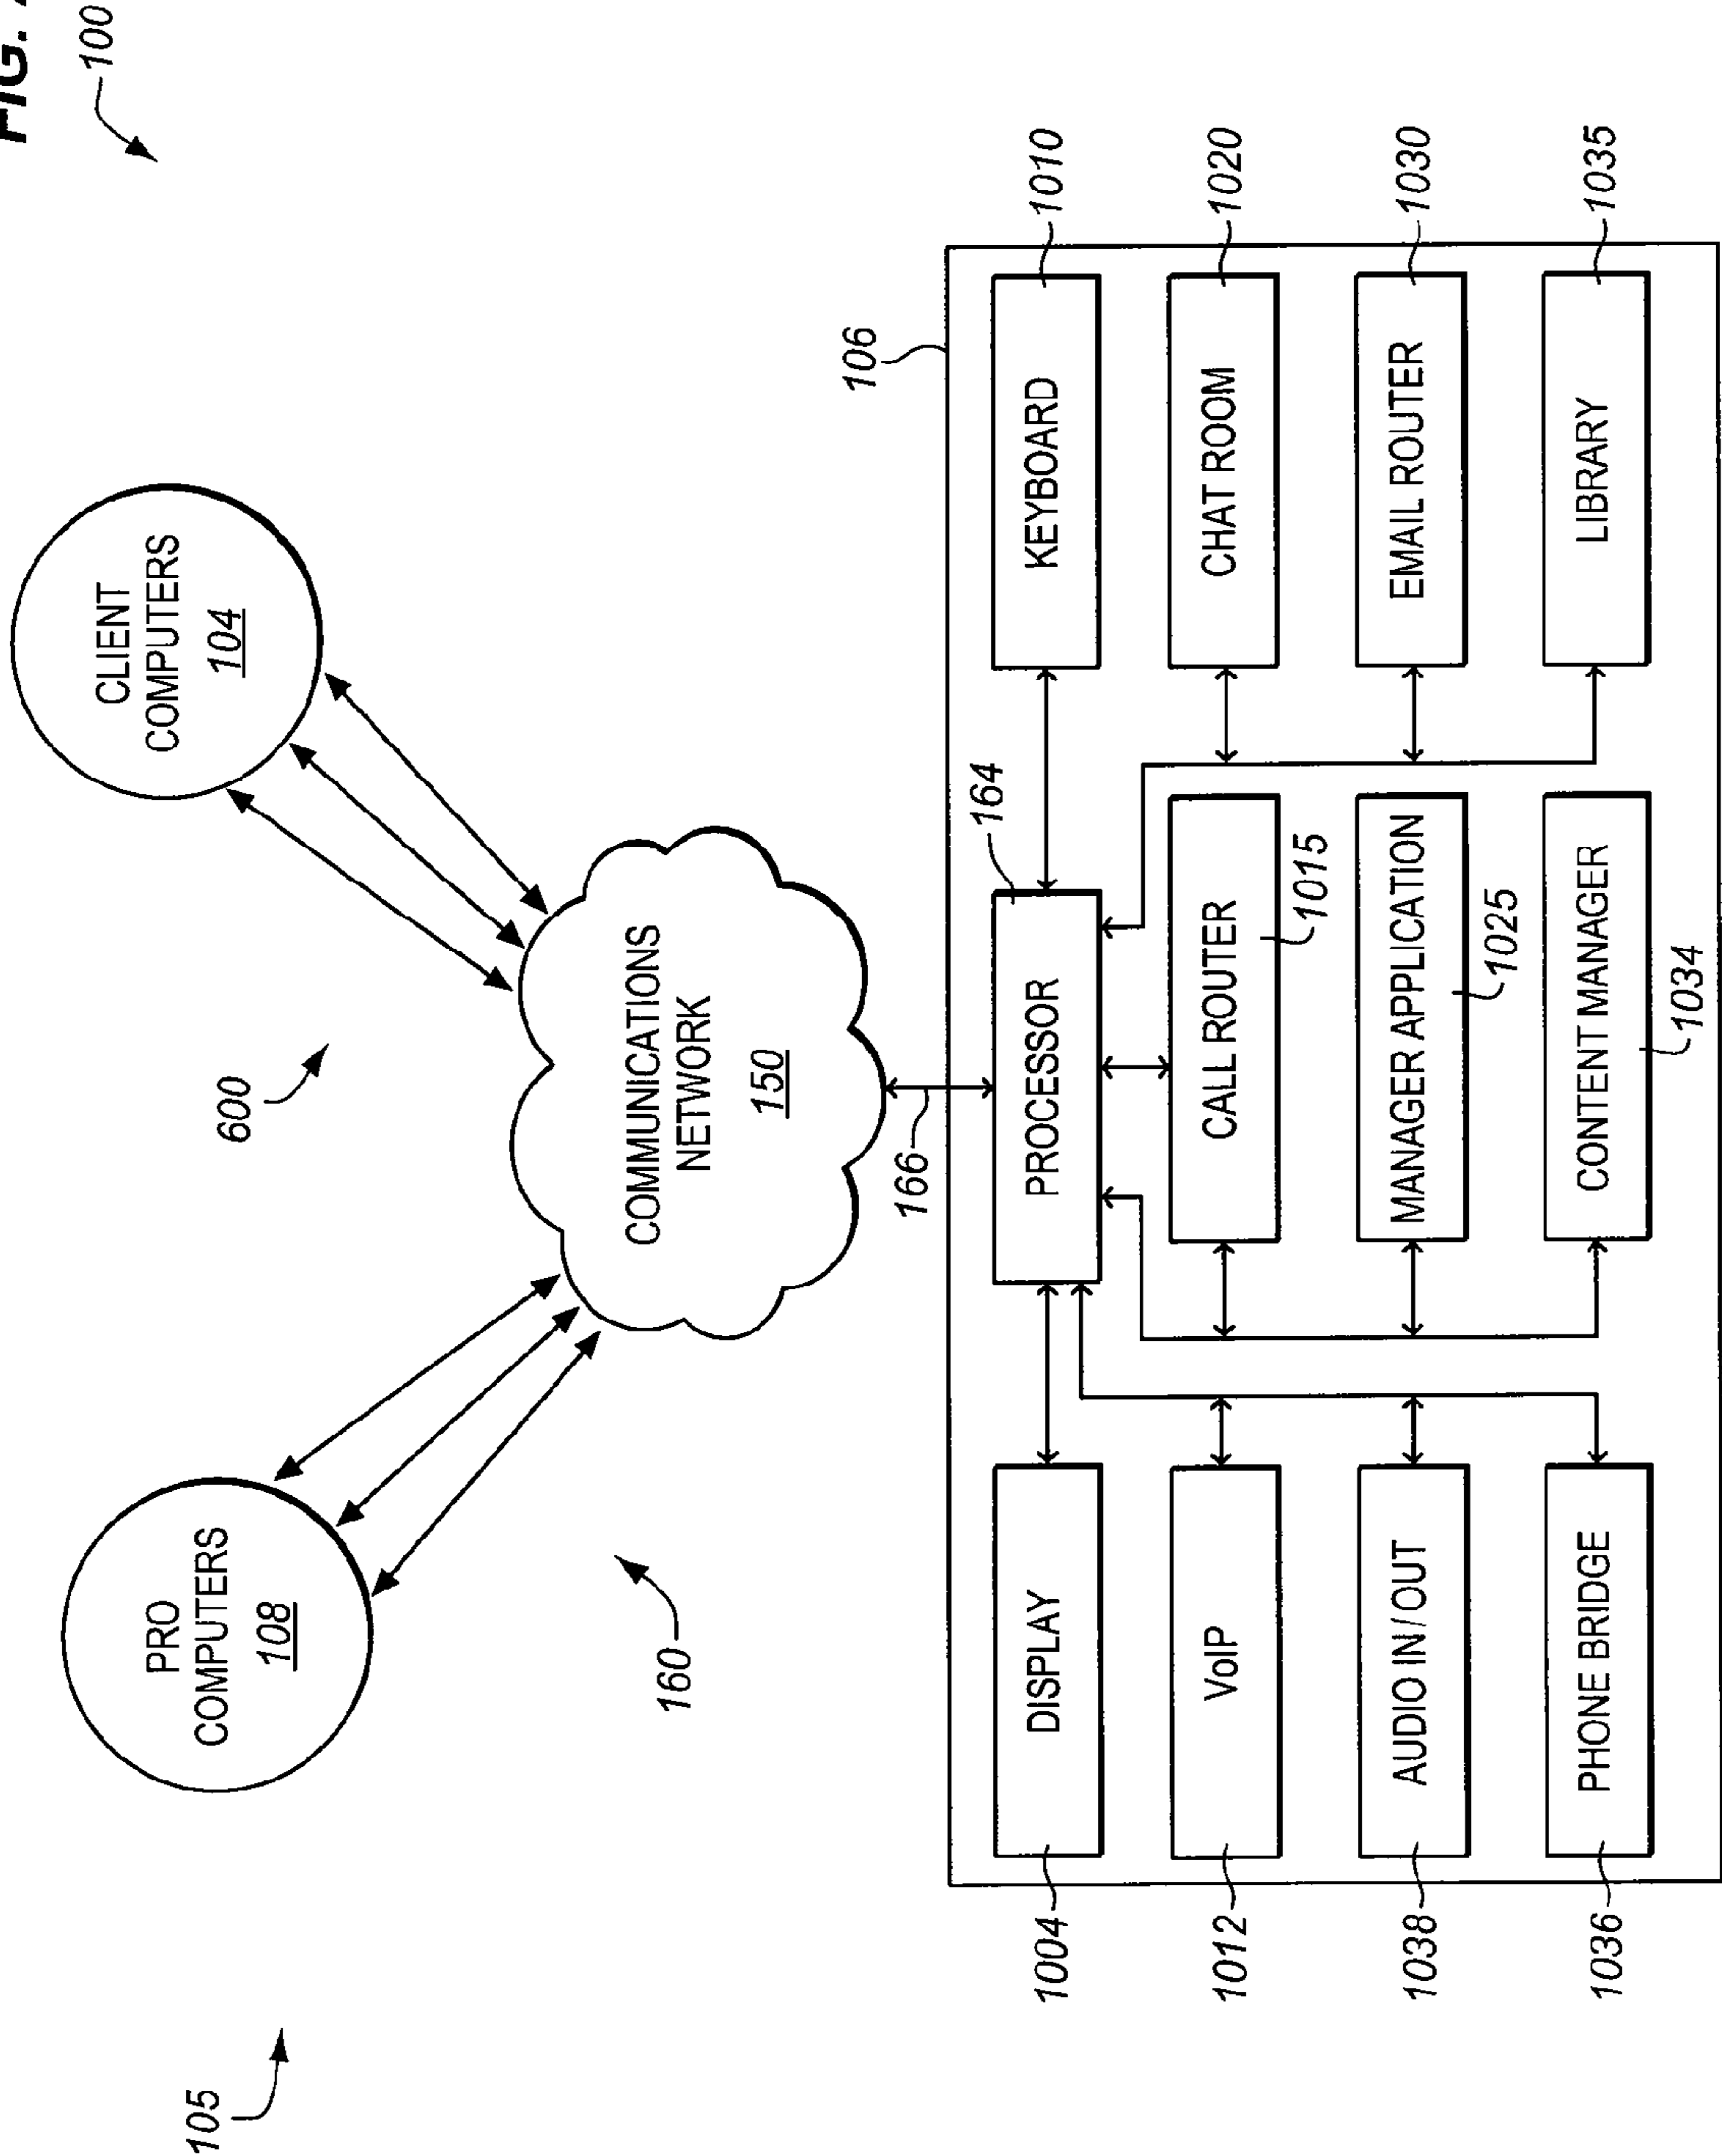 FIG.
100
105
PRO
COMPUTERS
108
CLIENT
COMPUTERS
104
600
160
COMMUNICATIONS
NETWORK
150
166
106
164
1004
DISPLAY
PROCESSOR
KEYBOARD
1010
1012
VoIP
CALL ROUTER
1015
CHAT ROOM
1020
1038
AUDIO IN/OUT
MANAGER APPLICATION
1025
EMAIL ROUTER
1030
1036
PHONE BRIDGE
CONTENT MANAGER
1034
LIBRARY
1035